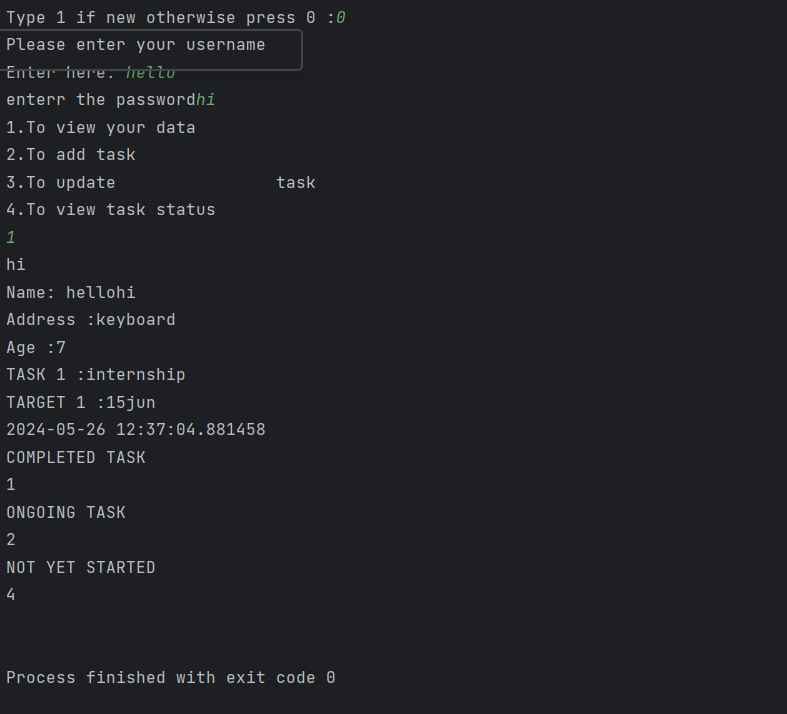 Type 1 if new otherwise press 0 :0
Please enter your username
Enter here: hello
enterr the passwordhi
1.To view your data
2.To add task
3.To update                task
4.To view task status
1
hi
Name: hellohi
Address :keyboard
Age :7
TASK 1 :internship
TARGET 1 :15jun
2024-05-26 12:37:04.881458
COMPLETED TASK
1
ONGOING TASK
2
NOT YET STARTED
4
Process finished with exit code 0